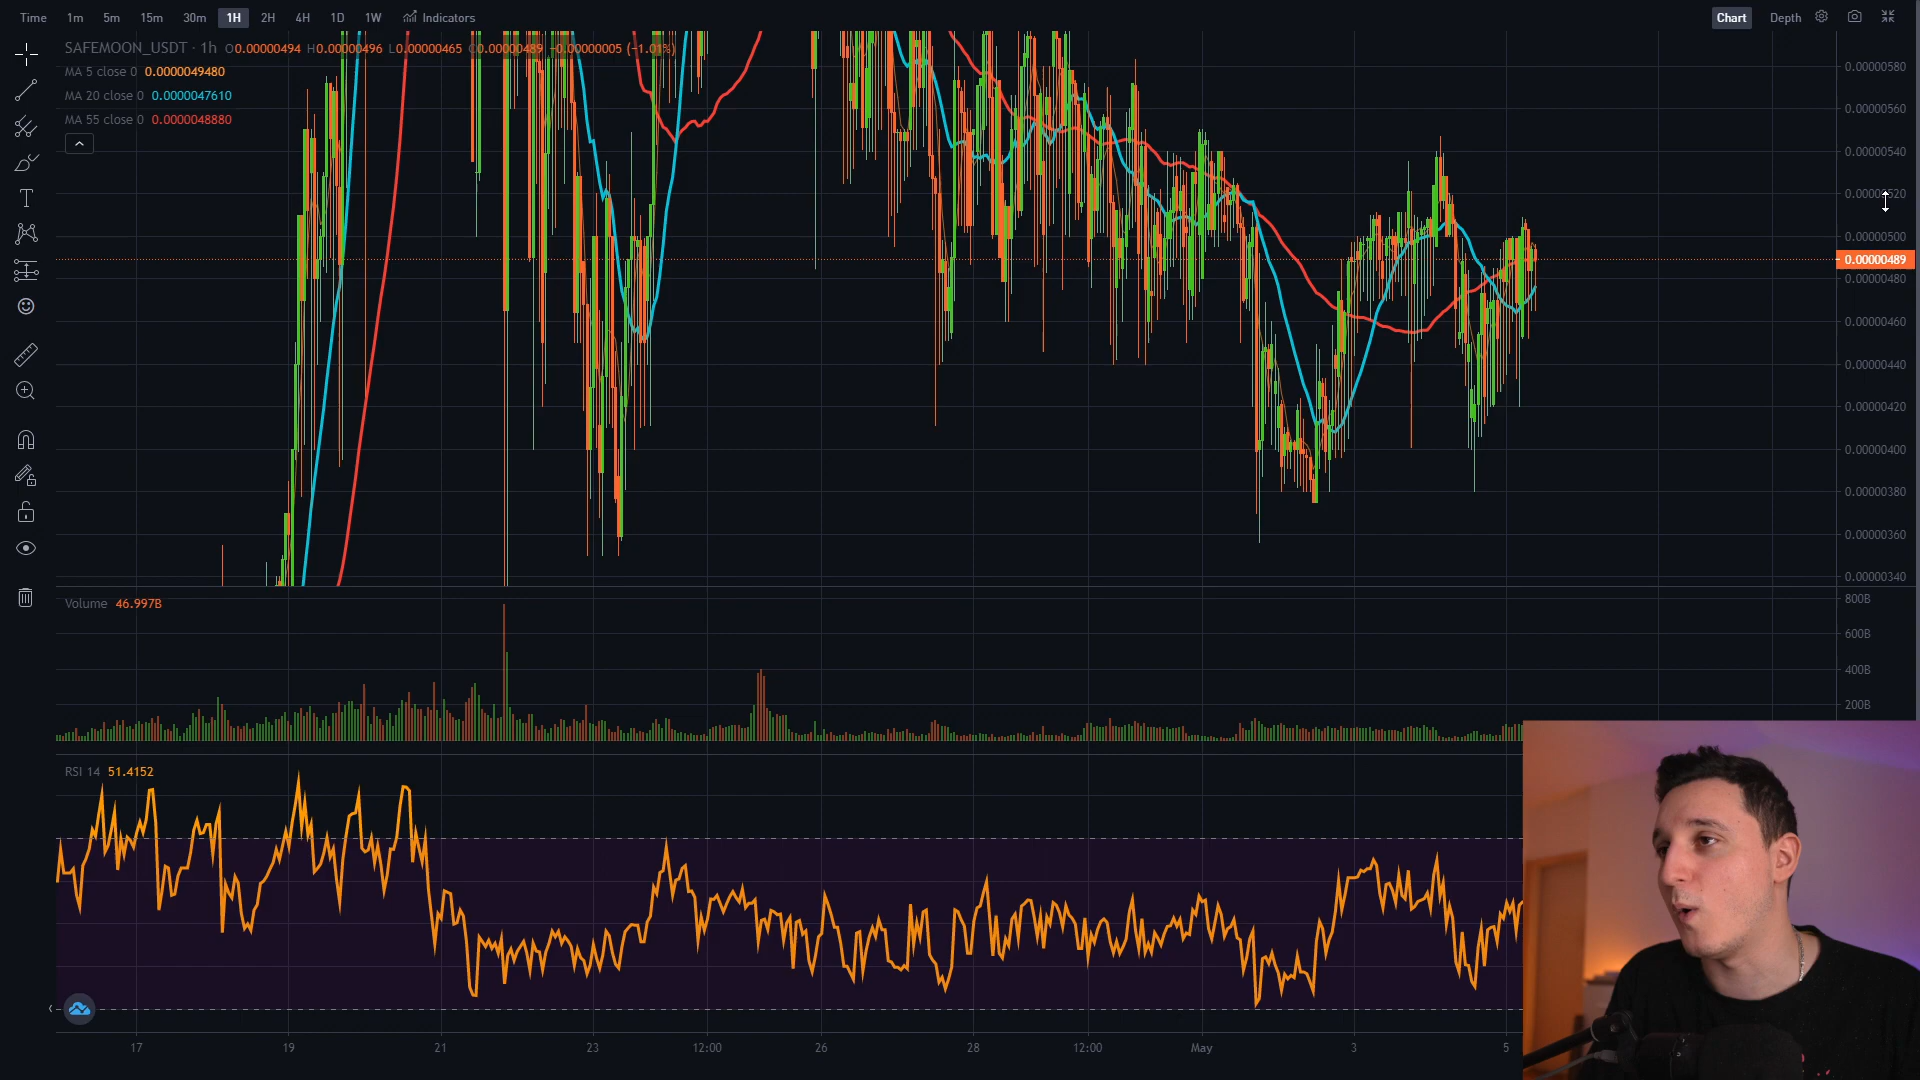 Time 1m 5m 15m 30m 1H 2H 4H 1D 1W Indicators Chart Depth
SAFEMOON_USDT · 1h O0.00000494 H0.00000496 L0.00000465 C0.00000489 −0.00000005 (−1.01%)
MA 5 close 0 0.0000049480
MA 20 close 0 0.0000047610
MA 55 close 0 0.0000048880
0.00000580
0.00000560
0.00000540
0.00000520
0.00000500
0.00000489
0.00000480
0.00000460
0.00000440
0.00000420
0.00000400
0.00000380
0.00000360
0.00000340
Volume 46.997B
800B
600B
400B
200B
RSI 14 51.4152
17 19 21 23 12:00 26 28 12:00 May 3 5